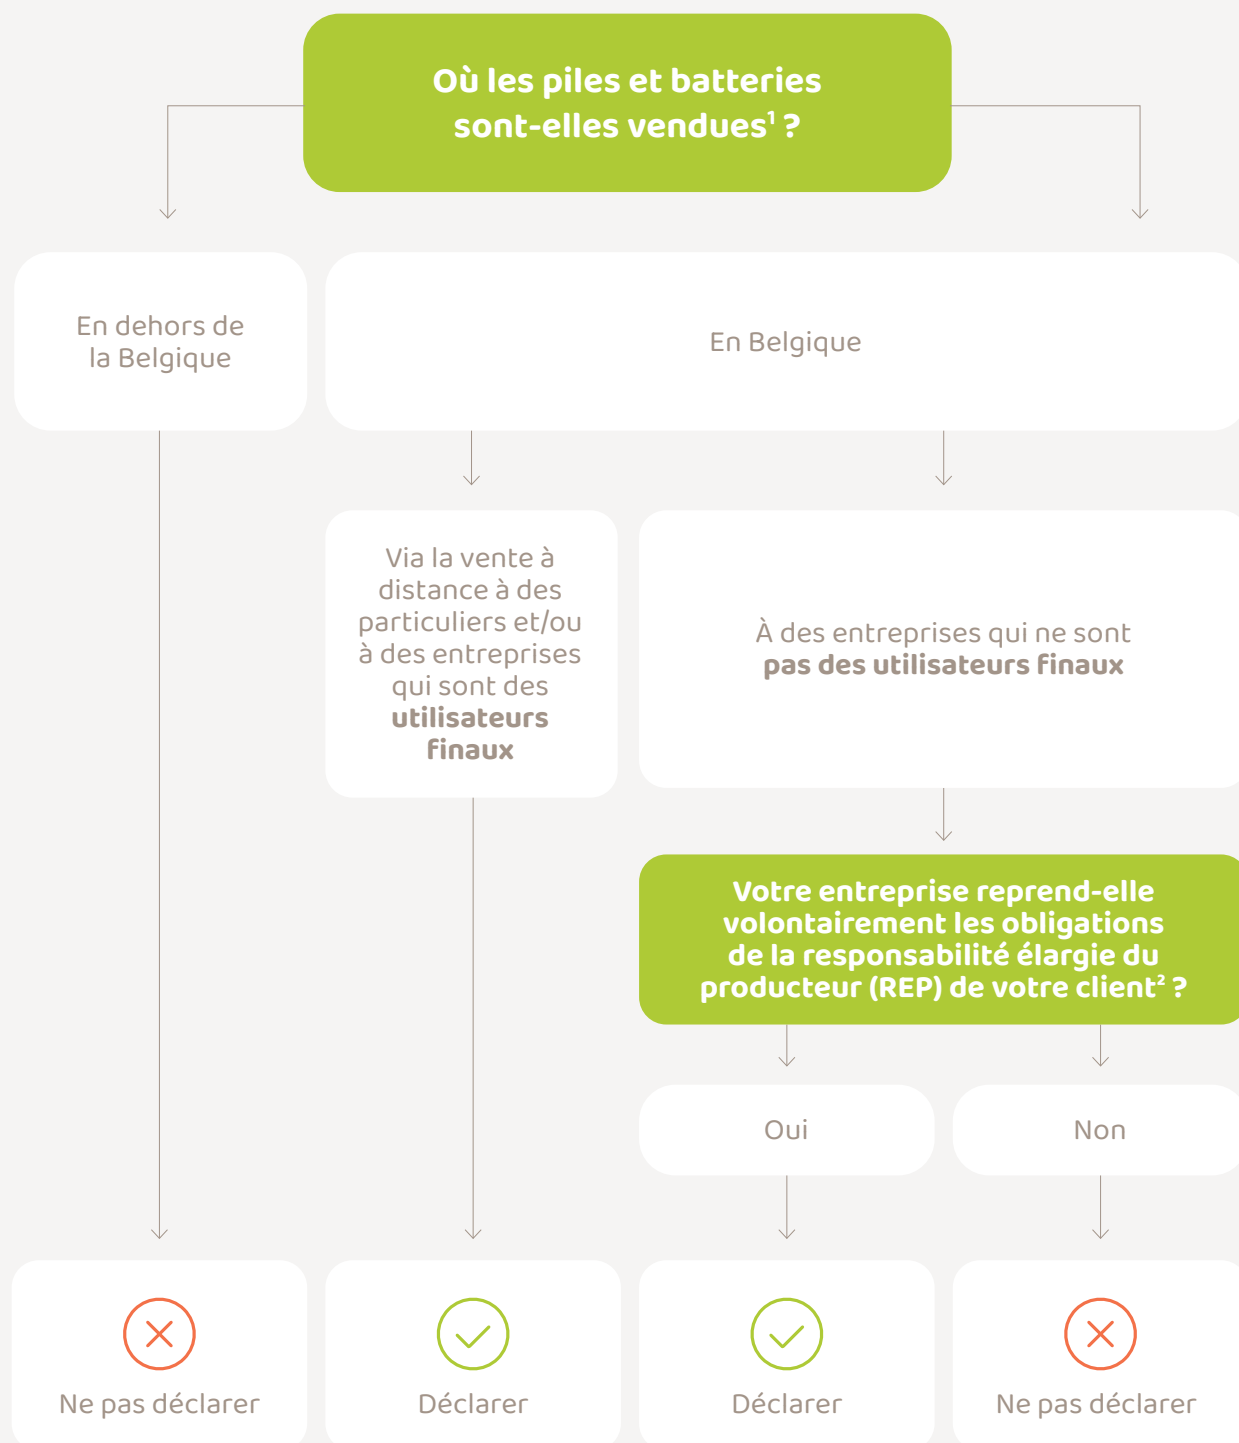 Où les piles et batteries
sont-elles vendues¹ ?
En dehors de
la Belgique
En Belgique
Via la vente à
distance à des
particuliers et/ou
à des entreprises
qui sont des
utilisateurs
finaux
À des entreprises qui ne sont
pas des utilisateurs finaux
Votre entreprise reprend-elle
volontairement les obligations
de la responsabilité élargie du
producteur (REP) de votre client² ?
Oui
Non
Ne pas déclarer
Déclarer
Déclarer
Ne pas déclarer